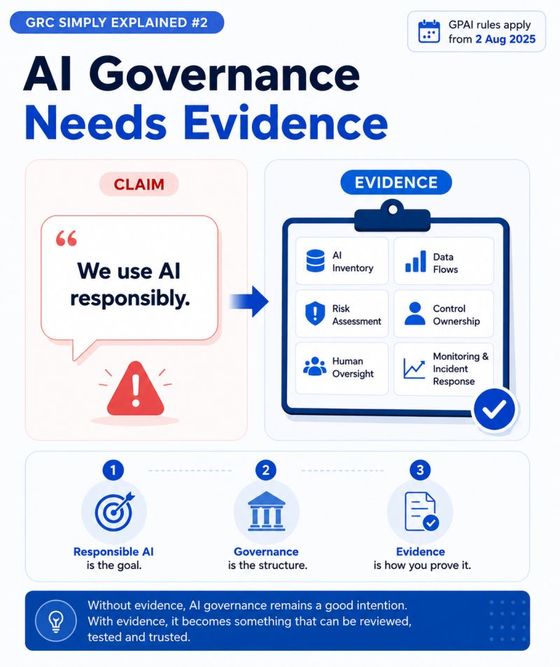 GRC SIMPLY EXPLAINED #2
GPAI rules apply
from 2 Aug 2025
AI Governance
Needs Evidence
CLAIM
“
We use AI
responsibly.
EVIDENCE
AI
Inventory
Data
Flows
Risk
Assessment
Control
Ownership
Human
Oversight
Monitoring &
Incident
Response
1
Responsible AI
is the goal.
2
Governance
is the structure.
3
Evidence
is how you prove it.
Without evidence, AI governance remains a good intention.
With evidence, it becomes something that can be reviewed,
tested and trusted.